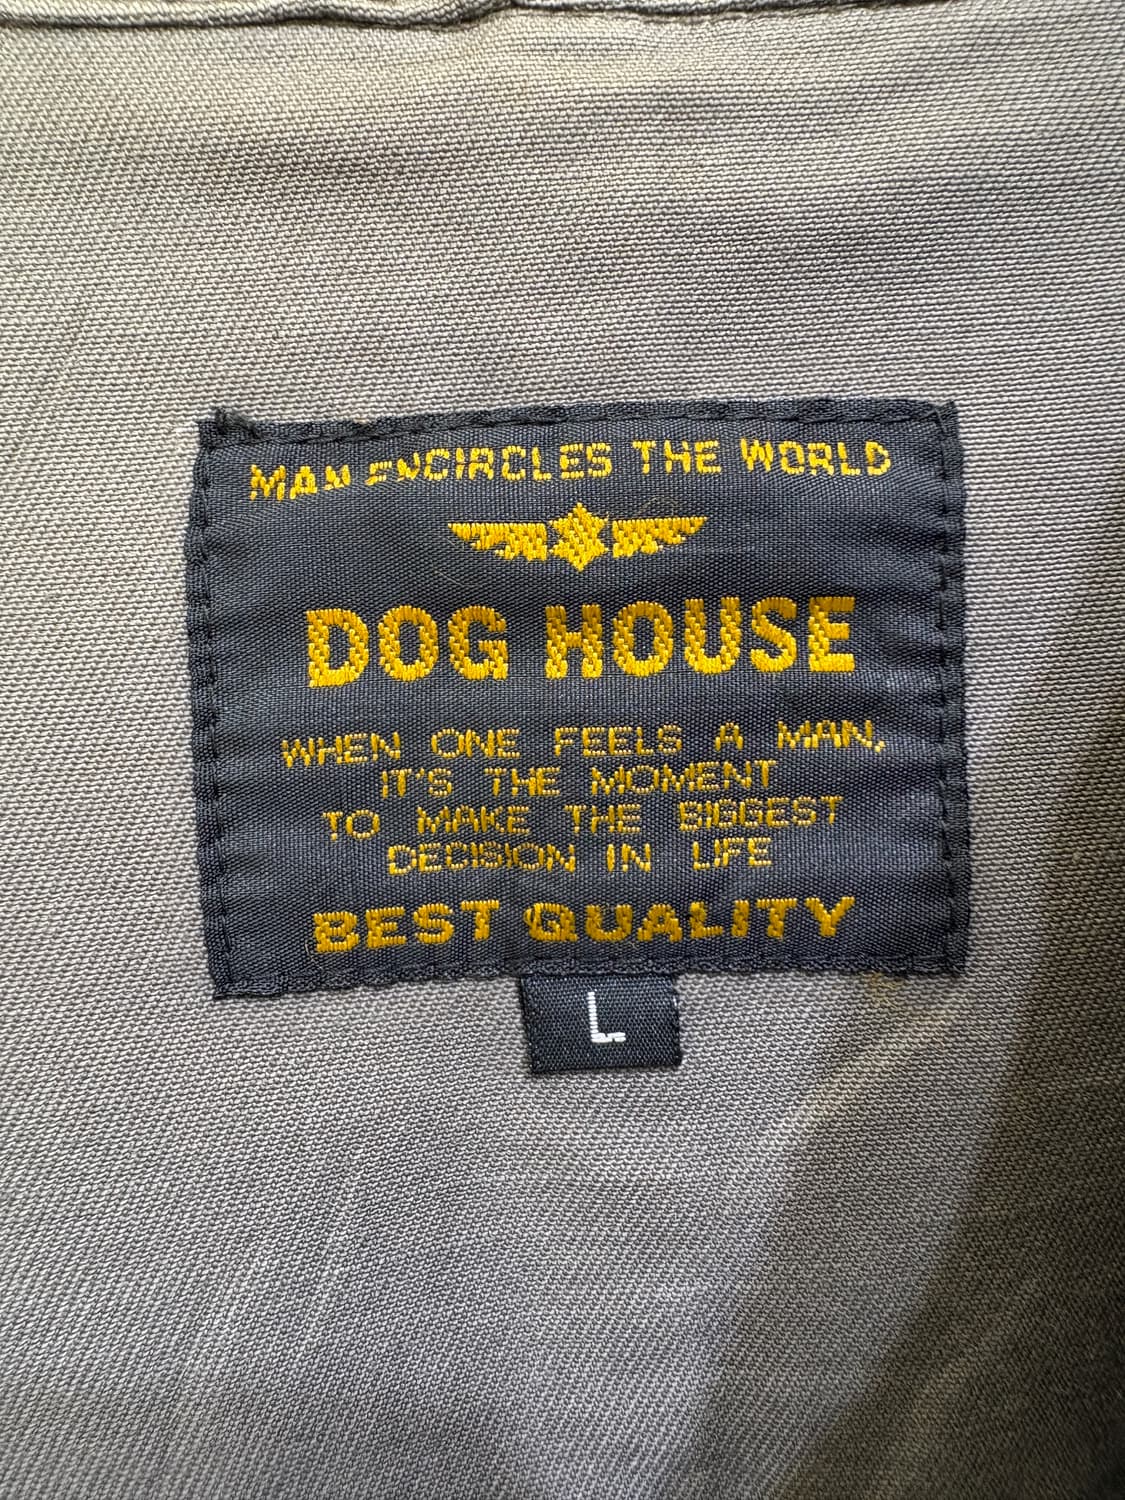 MAN ENCIRCLES THE WORLD
DOG HOUSE
WHEN ONE FEELS A MAN,
IT'S THE MOMENT
TO MAKE THE BIGGEST
DECISION IN LIFE
BEST QUALITY
L